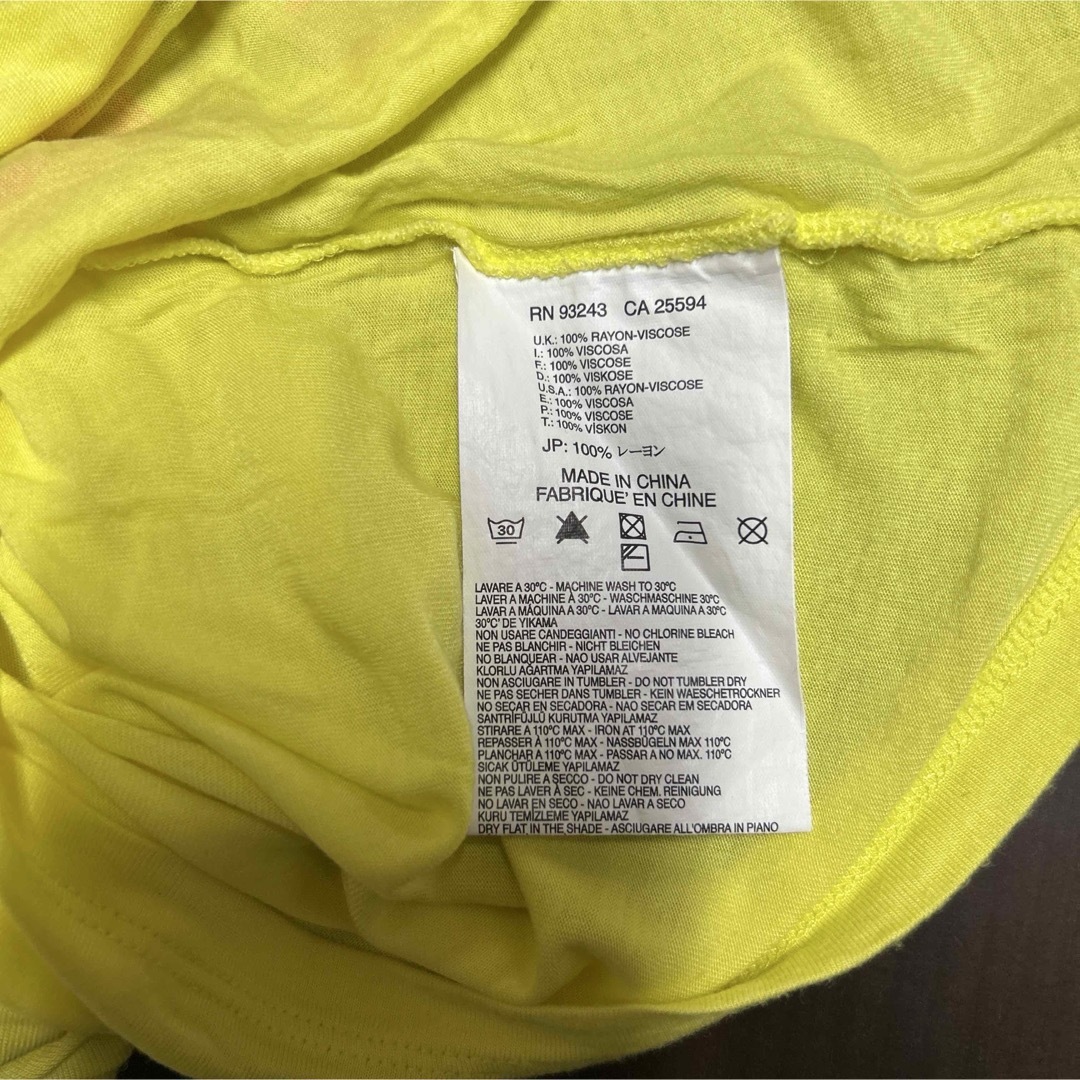 RN 93243 CA 25594
U.K.: 100% RAYON-VISCOSE
I.: 100% VISCOSA
F.: 100% VISCOSE
D.: 100% VISKOSE
U.S.A.: 100% RAYON-VISCOSE
E.: 100% VISCOSA
P.: 100% VISCOSE
T.: 100% VİSKON
JP: 100% レーヨン
MADE IN CHINA
FABRIQUE' EN CHINE
30
LAVARE A 30°C - MACHINE WASH TO 30°C
LAVER A MACHINE À 30°C - WASCHMASCHINE 30°C
LAVAR A MÁQUINA A 30°C - LAVAR A MAQUINA A 30°C
30°C' DE YIKAMA
NON USARE CANDEGGIANTI - NO CHLORINE BLEACH
NE PAS BLANCHIR - NICHT BLEICHEN
NO BLANQUEAR - NAO USAR ALVEJANTE
KLORLU AĞARTMA YAPILAMAZ
NON ASCIUGARE IN TUMBLER - DO NOT TUMBLER DRY
NE PAS SECHER DANS TUMBLER - KEIN WAESCHETROCKNER
NO SECAR EN SECADORA - NAO SECAR EM SECADORA
SANTRİFÜJLÜ KURUTMA YAPILAMAZ
STIRARE A 110°C MAX - IRON AT 110°C MAX
REPASSER À 110°C MAX - NASSBÜGELN MAX 110°C
PLANCHAR A 110°C MAX - PASSAR A NO MAX. 110°C
SICAK ÜTÜLEME YAPILAMAZ
NON PULIRE A SECCO - DO NOT DRY CLEAN
NE PAS LAVER À SEC - KEINE CHEM. REINIGUNG
NO LAVAR EN SECO - NAO LAVAR A SECO
KURU TEMİZLEME YAPILAMAZ
DRY FLAT IN THE SHADE - ASCIUGARE ALL'OMBRA IN PIANO